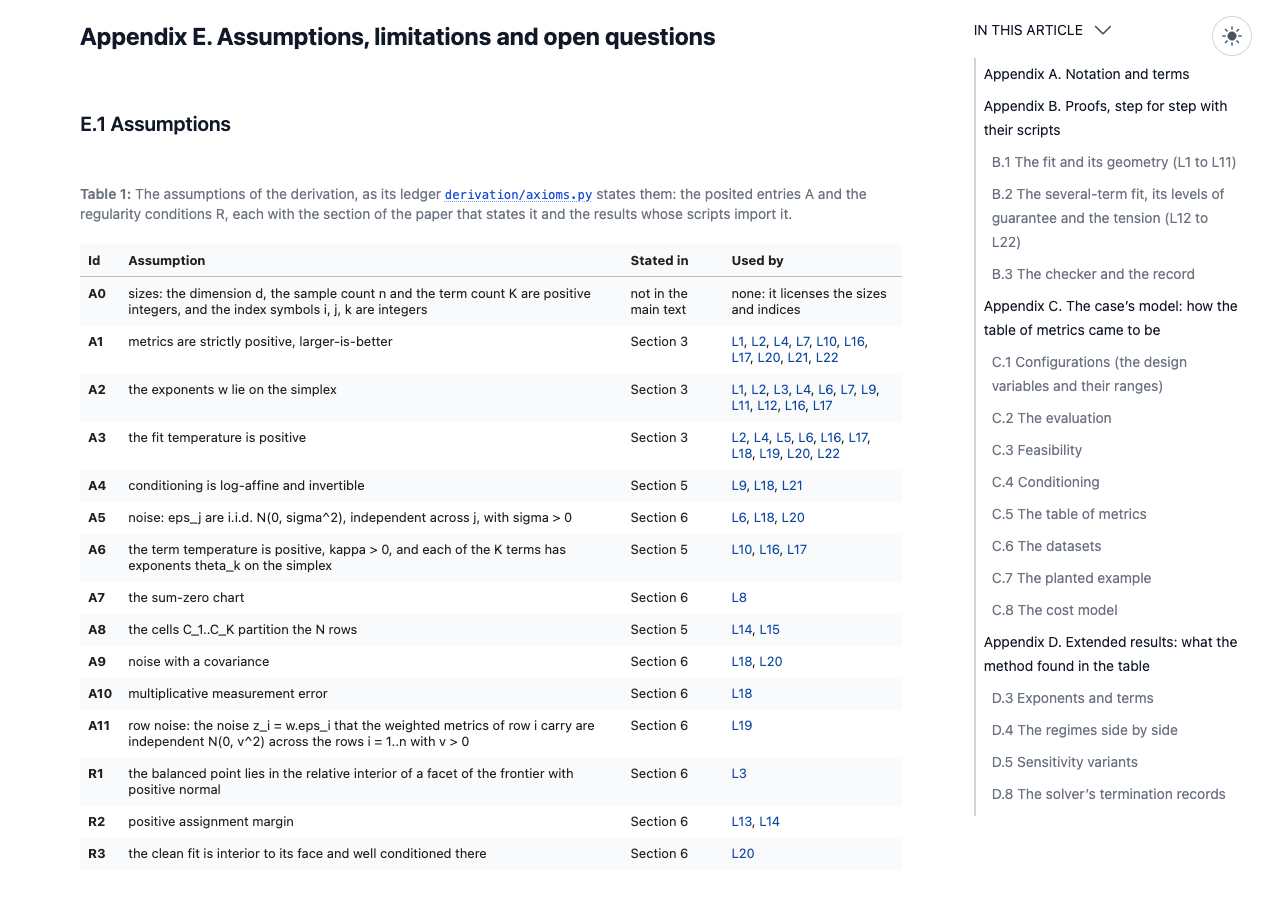 Appendix E. Assumptions, limitations and open questions
E.1 Assumptions
Table 1: The assumptions of the derivation, as its ledger derivation/axioms.py states them: the posited entries A and the
regularity conditions R, each with the section of the paper that states it and the results whose scripts import it.
Id Assumption Stated in Used by
A0 sizes: the dimension d, the sample count n and the term count K are positive not in the none: it licenses the sizes
integers, and the index symbols i, j, k are integers main text and indices
A1 metrics are strictly positive, larger-is-better Section 3 L1, L2, L4, L7, L10, L16,
L17, L20, L21, L22
A2 the exponents w lie on the simplex Section 3 L1, L2, L3, L4, L6, L7, L9,
L11, L12, L16, L17
A3 the fit temperature is positive Section 3 L2, L4, L5, L6, L16, L17,
L18, L19, L20, L22
A4 conditioning is log-affine and invertible Section 5 L9, L18, L21
A5 noise: eps_j are i.i.d. N(0, sigma^2), independent across j, with sigma > 0 Section 6 L6, L18, L20
A6 the term temperature is positive, kappa > 0, and each of the K terms has Section 5 L10, L16, L17
exponents theta_k on the simplex
A7 the sum-zero chart Section 6 L8
A8 the cells C_1..C_K partition the N rows Section 5 L14, L15
A9 noise with a covariance Section 6 L18, L20
A10 multiplicative measurement error Section 6 L18
A11 row noise: the noise z_i = w.eps_i that the weighted metrics of row i carry are Section 6 L19
independent N(0, v^2) across the rows i = 1..n with v > 0
R1 the balanced point lies in the relative interior of a facet of the frontier with Section 6 L3
positive normal
R2 positive assignment margin Section 6 L13, L14
R3 the clean fit is interior to its face and well conditioned there Section 6 L20
IN THIS ARTICLE
Appendix A. Notation and terms
Appendix B. Proofs, step for step with
their scripts
B.1 The fit and its geometry (L1 to L11)
B.2 The several-term fit, its levels of
guarantee and the tension (L12 to
L22)
B.3 The checker and the record
Appendix C. The case’s model: how the
table of metrics came to be
C.1 Configurations (the design
variables and their ranges)
C.2 The evaluation
C.3 Feasibility
C.4 Conditioning
C.5 The table of metrics
C.6 The datasets
C.7 The planted example
C.8 The cost model
Appendix D. Extended results: what the
method found in the table
D.3 Exponents and terms
D.4 The regimes side by side
D.5 Sensitivity variants
D.8 The solver’s termination records